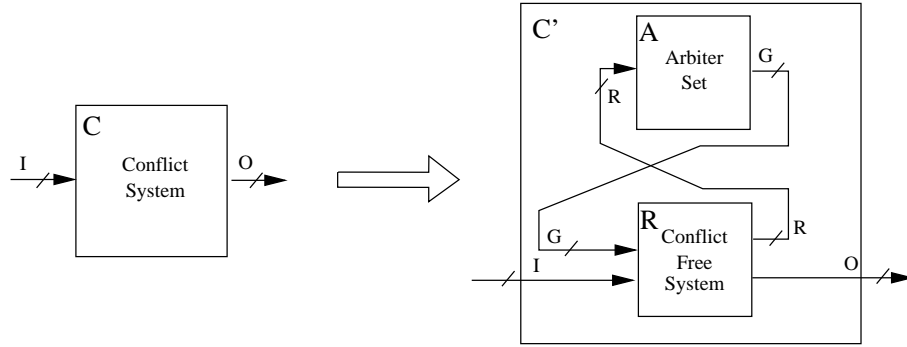 C
I
Conflict
System
O
C’
A
Arbiter
Set
G
R
R
Conflict
Free
System
G
R
I
O